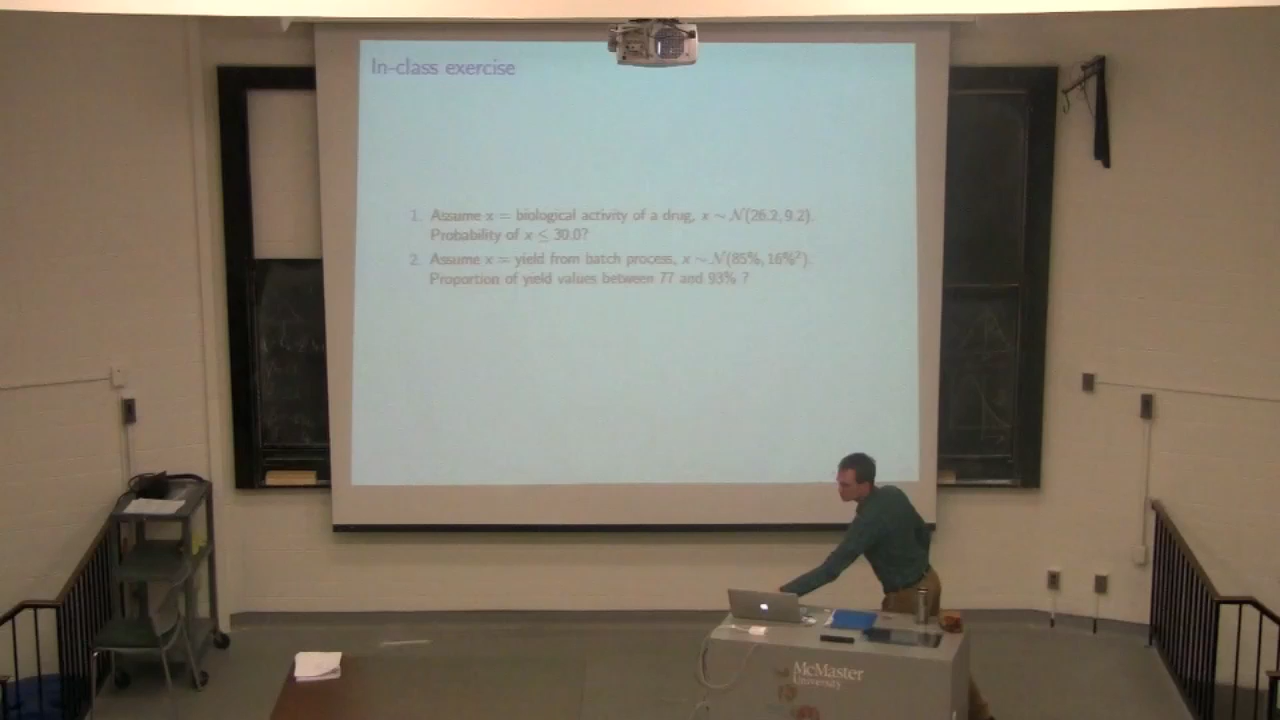 In-class exercise
1. Assume x = biological activity of a drug, x ∼ N(26.2, 9.2).
Probability of x ≤ 30.0?
2. Assume x = yield from batch process, x ∼ N(85%, 16%²).
Proportion of yield values between 77 and 93% ?
McMaster
University